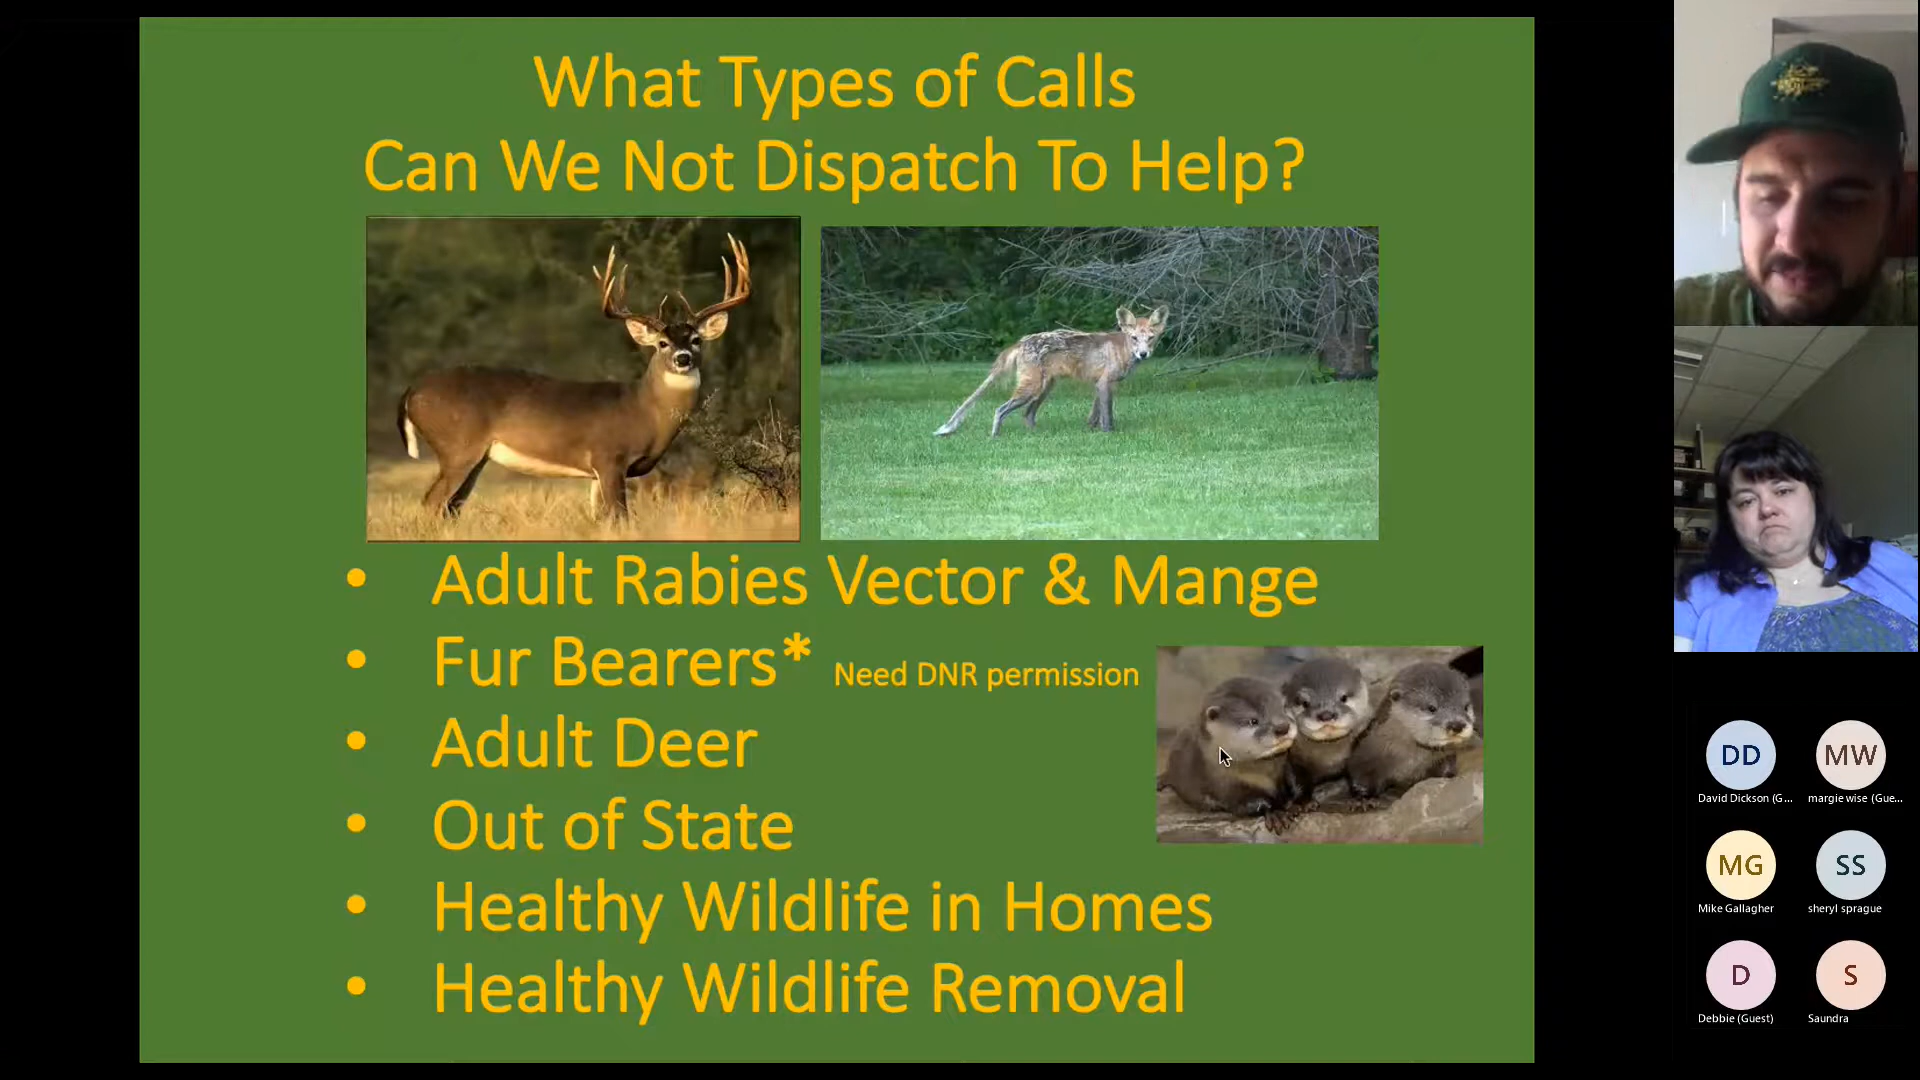 What Types of Calls
Can We Not Dispatch To Help?
• Adult Rabies Vector & Mange
• Fur Bearers* Need DNR permission
• Adult Deer
• Out of State
• Healthy Wildlife in Homes
• Healthy Wildlife Removal
DD
MW
David Dickson (G...
margie wise (Gue...
MG
SS
Mike Gallagher
sheryl sprague
D
S
Debbie (Guest)
Saundra